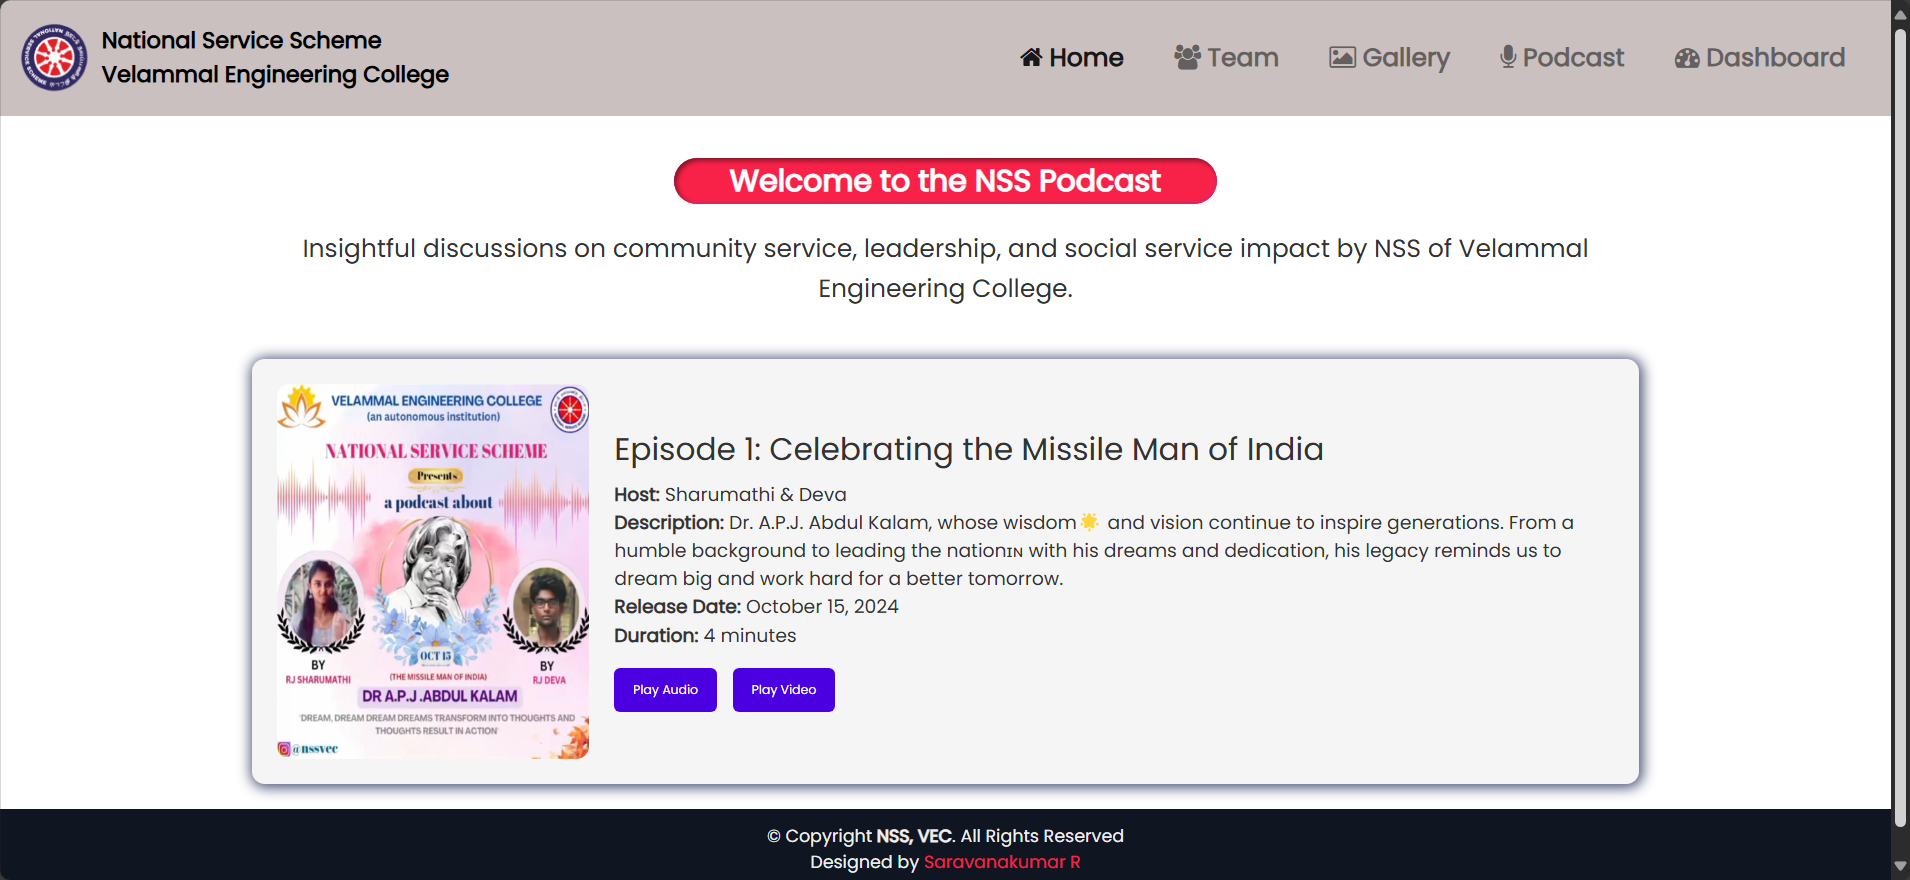 National Service Scheme
Velammal Engineering College
Home
Team
Gallery
Podcast
Dashboard
Welcome to the NSS Podcast
Insightful discussions on community service, leadership, and social service impact by NSS of Velammal
Engineering College.
VELAMMAL ENGINEERING COLLEGE
(an autonomous institution)
NATIONAL SERVICE SCHEME
Presents
a podcast about
OCT 15
BY
RJ SHARUMATHI
BY
RJ DEVA
(THE MISSILE MAN OF INDIA)
DR A.P.J .ABDUL KALAM
'DREAM, DREAM DREAM DREAMS TRANSFORM INTO THOUGHTS AND
THOUGHTS RESULT IN ACTION'
@nssvec
Episode 1: Celebrating the Missile Man of India
Host: Sharumathi & Deva
Description: Dr. A.P.J. Abdul Kalam, whose wisdom🌟 and vision continue to inspire generations. From a
humble background to leading the nationɪɴ with his dreams and dedication, his legacy reminds us to
dream big and work hard for a better tomorrow.
Release Date: October 15, 2024
Duration: 4 minutes
Play Audio
Play Video
© Copyright NSS, VEC. All Rights Reserved
Designed by Saravanakumar R